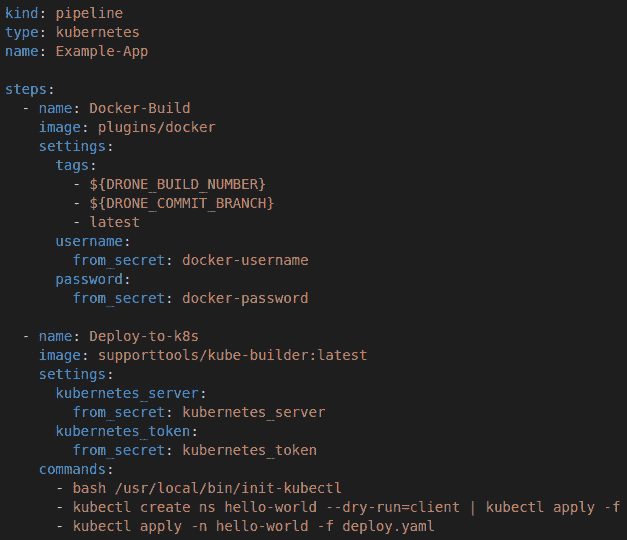 kind: pipeline
type: kubernetes
name: Example-App
steps:
- name: Docker-Build
image: plugins/docker
settings:
tags:
- ${DRONE_BUILD_NUMBER}
- ${DRONE_COMMIT_BRANCH}
- latest
username:
from_secret: docker-username
password:
from_secret: docker-password
- name: Deploy-to-k8s
image: supporttools/kube-builder:latest
settings:
kubernetes_server:
from_secret: kubernetes_server
kubernetes_token:
from_secret: kubernetes_token
commands:
- bash /usr/local/bin/init-kubectl
- kubectl create ns hello-world --dry-run=client | kubectl apply -f
- kubectl apply -n hello-world -f deploy.yaml